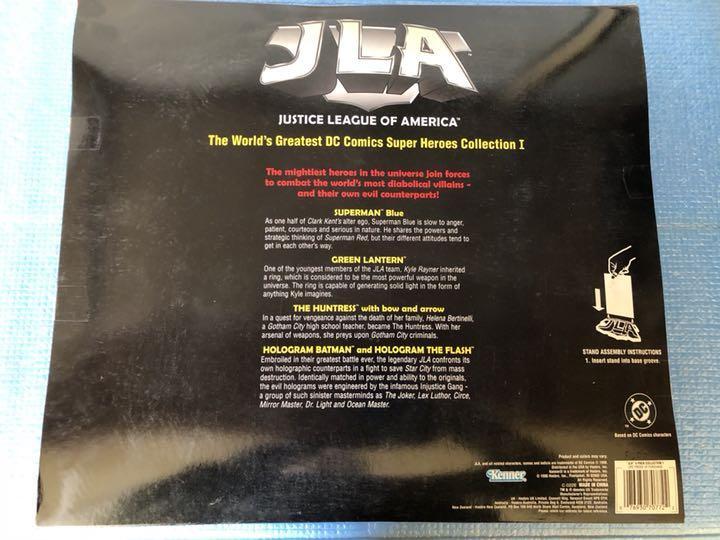 JLA
JUSTICE LEAGUE OF AMERICA™
The World's Greatest DC Comics Super Heroes Collection I
The mightiest heroes in the universe join forces
to combat the world's most diabolical villains -
and their own evil counterparts!
SUPERMAN™ Blue
As one half of Clark Kent's alter ego, Superman Blue is slow to anger,
patient, courteous and serious in nature. He shares the powers and
strategic thinking of Superman Red, but their different attitudes tend to
get in each other's way.
GREEN LANTERN™
One of the youngest members of the JLA team, Kyle Rayner inherited
a ring, which is considered to be the most powerful weapon in the
universe. The ring is capable of generating solid light in the form of
anything Kyle imagines.
THE HUNTRESS™ with bow and arrow
In a quest for vengeance against the death of her family, Helena Bertinelli,
a Gotham City high school teacher, became The Huntress. With her
arsenal of weapons, she preys upon Gotham City criminals.
HOLOGRAM BATMAN™ and HOLOGRAM THE FLASH™
Embroiled in their greatest battle ever, the legendary JLA confronts its
own holographic counterparts in a fight to save Star City from mass
destruction. Identically matched in power and ability to the originals,
the evil holograms were engineered by the infamous Injustice Gang -
a group of such sinister masterminds as The Joker, Lex Luthor, Circe,
Mirror Master, Dr. Light and Ocean Master.
JLA
STAND ASSEMBLY INSTRUCTIONS
1. Insert stand into base groove.
DC
Based on DC Comics characters
Product and colors may vary.
Kenner
MADE IN CHINA